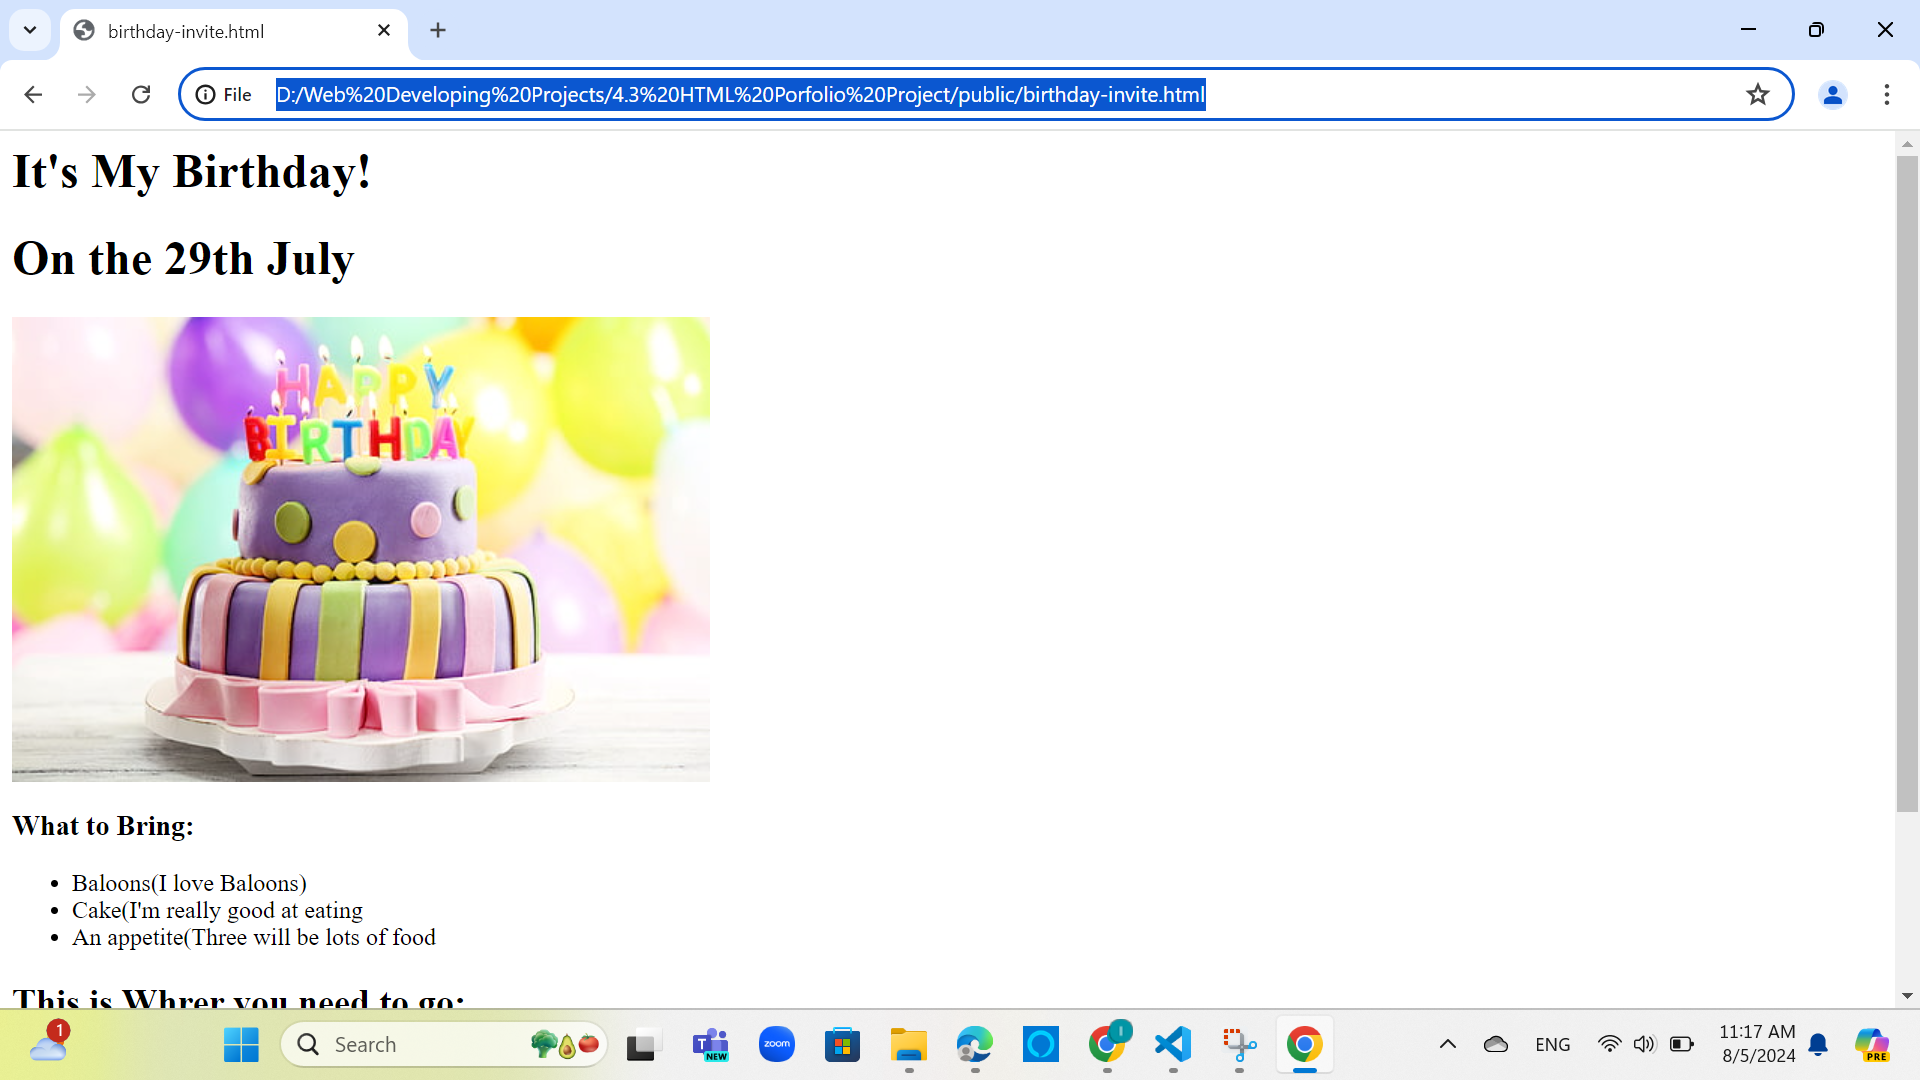 birthday-invite.html
File D:/Web%20Developing%20Projects/4.3%20HTML%20Porfolio%20Project/public/birthday-invite.html
It's My Birthday!
On the 29th July
HAPPY
BIRTHDAY
What to Bring:
Baloons(I love Baloons)
Cake(I'm really good at eating
An appetite(Three will be lots of food
This is Whrer you need to go:
1
Search
NEW
zoom
I
ENG
11:17 AM
8/5/2024
PRE